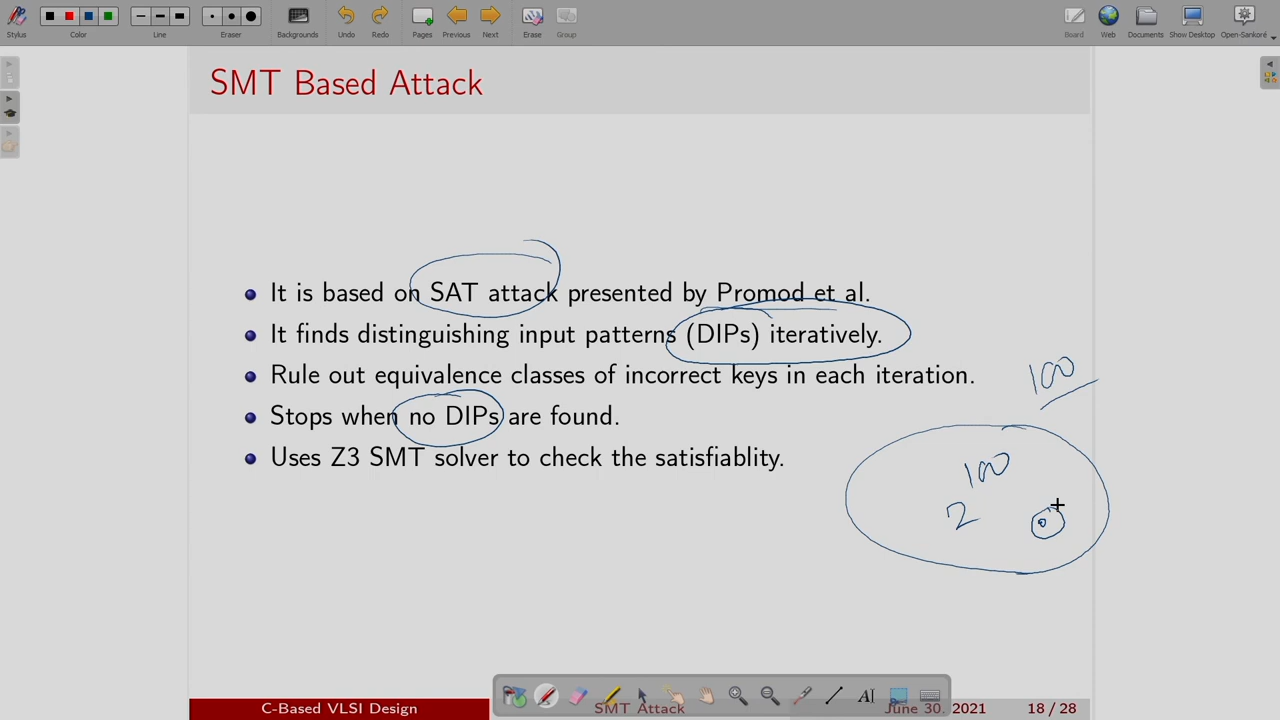 Stylus
Color
Line
Eraser
Backgrounds
Undo
Redo
Pages
Previous
Next
Erase
Group
Board
Web
Documents
Show Desktop
Open-Sankoré
SMT Based Attack
It is based on SAT attack presented by Promod et al.
It finds distinguishing input patterns (DIPs) iteratively.
Rule out equivalence classes of incorrect keys in each iteration.
100
Stops when no DIPs are found.
Uses Z3 SMT solver to check the satisfiablity.
100
2
C-Based VLSI Design
SMT Attack
June 30, 2021
18 / 28